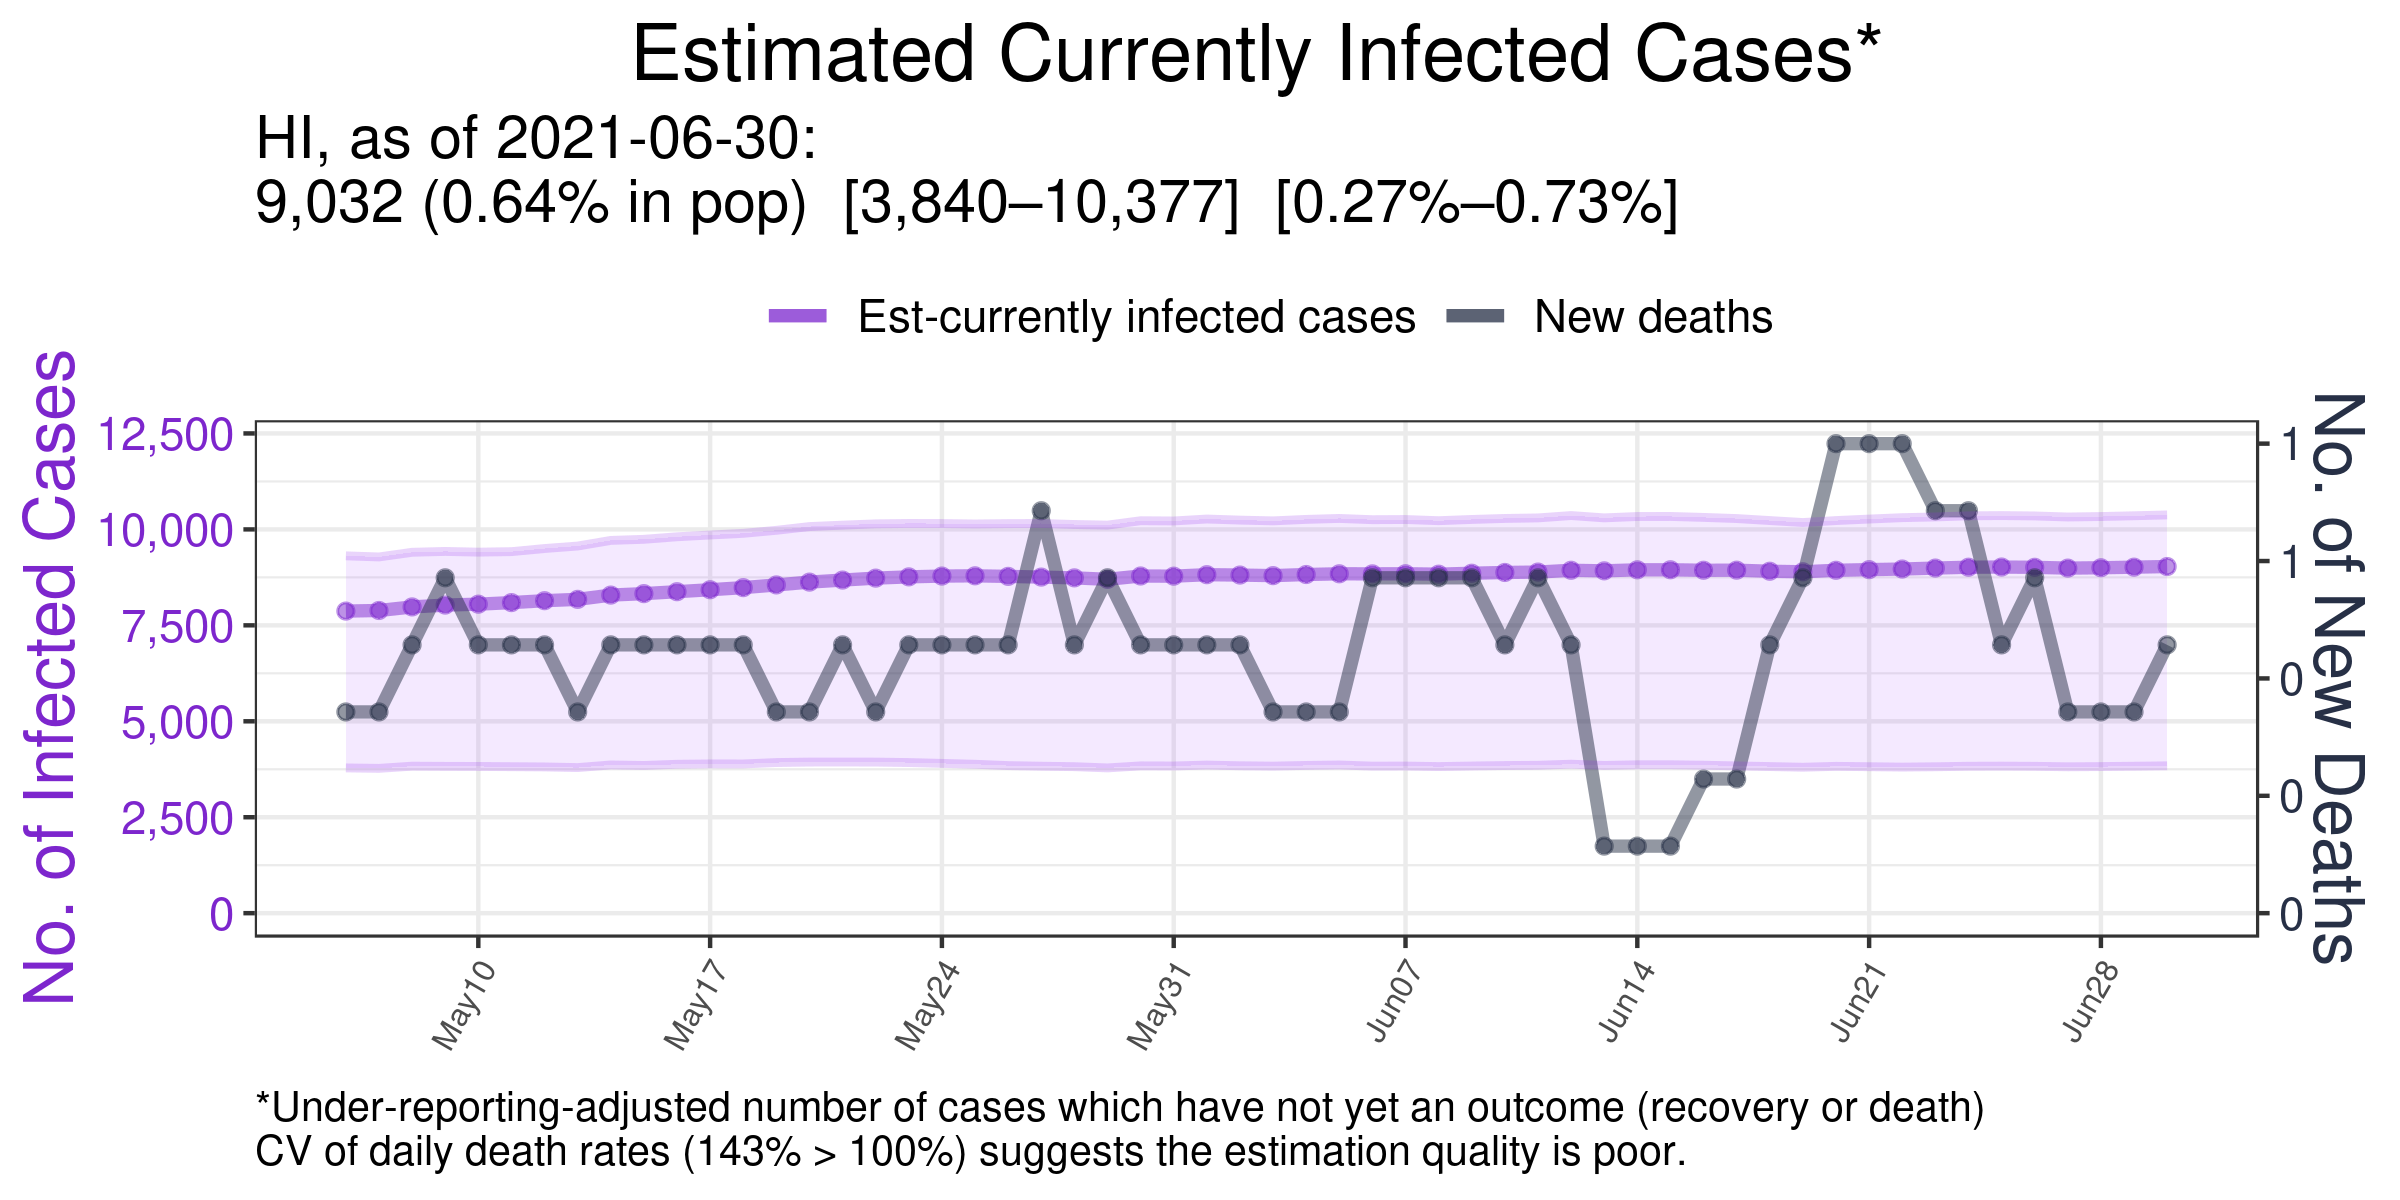 Estimated Currently Infected Cases*
HI, as of 2021-06-30:
9,032 (0.64% in pop)  [3,840–10,377]  [0.27%–0.73%]
Est-currently infected cases
New deaths
No. of Infected Cases
12,500
10,000
7,500
5,000
2,500
0
1
1
0
0
0
No. of New Deaths
May10
May17
May24
May31
Jun07
Jun14
Jun21
Jun28
*Under-reporting-adjusted number of cases which have not yet an outcome (recovery or death)
CV of daily death rates (143% > 100%) suggests the estimation quality is poor.